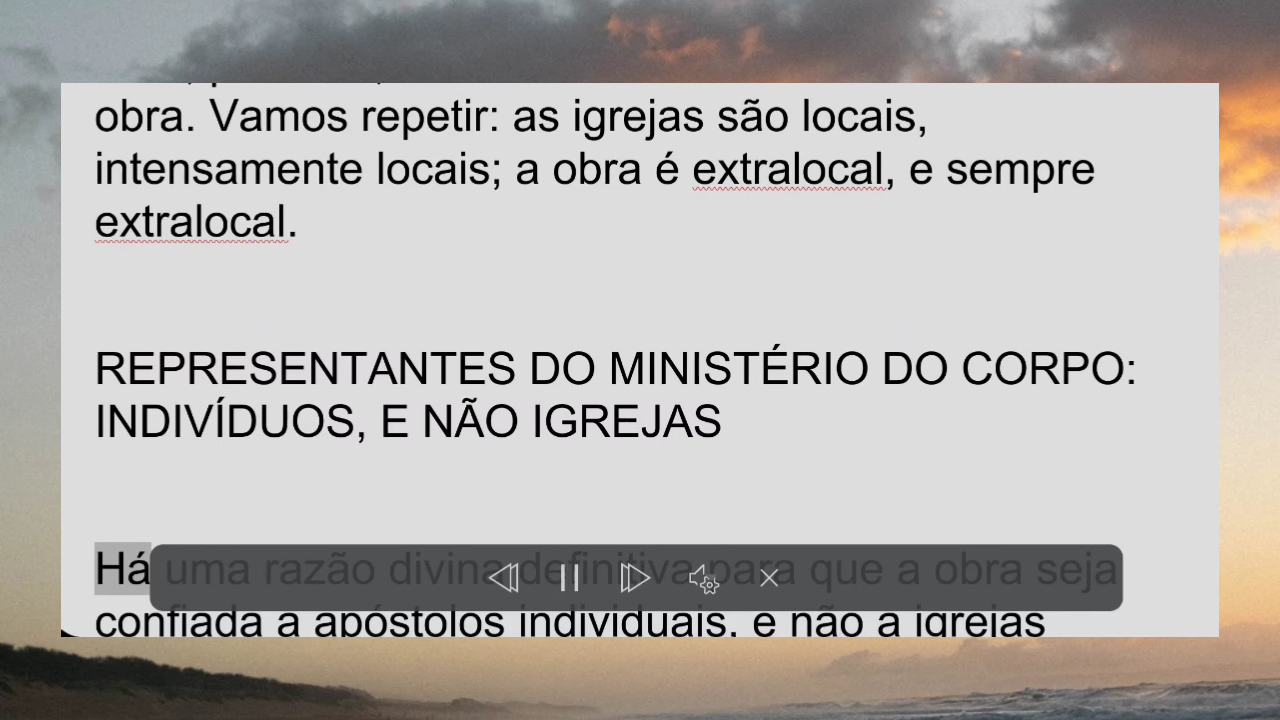 obra. Vamos repetir: as igrejas são locais,
intensamente locais; a obra é extralocal, e sempre
extralocal.
REPRESENTANTES DO MINISTÉRIO DO CORPO:
INDIVÍDUOS, E NÃO IGREJAS
Há uma razão divina definitiva para que a obra seja
confiada a apóstolos individuais, e não a igrejas